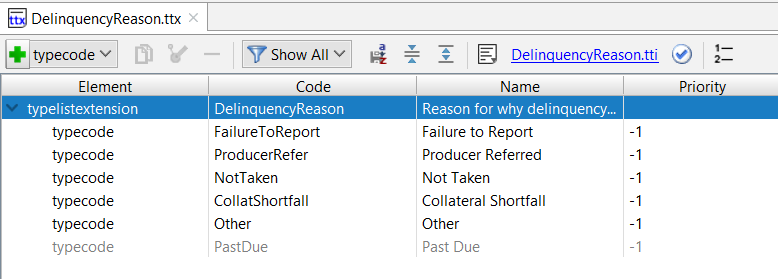 DelinquencyReason.ttx
typecode Show All DelinquencyReason.tti
Element Code Name Priority
typelistextension DelinquencyReason Reason for why delinquency...
typecode FailureToReport Failure to Report -1
typecode ProducerRefer Producer Referred -1
typecode NotTaken Not Taken -1
typecode CollatShortfall Collateral Shortfall -1
typecode Other Other -1
typecode PastDue Past Due -1